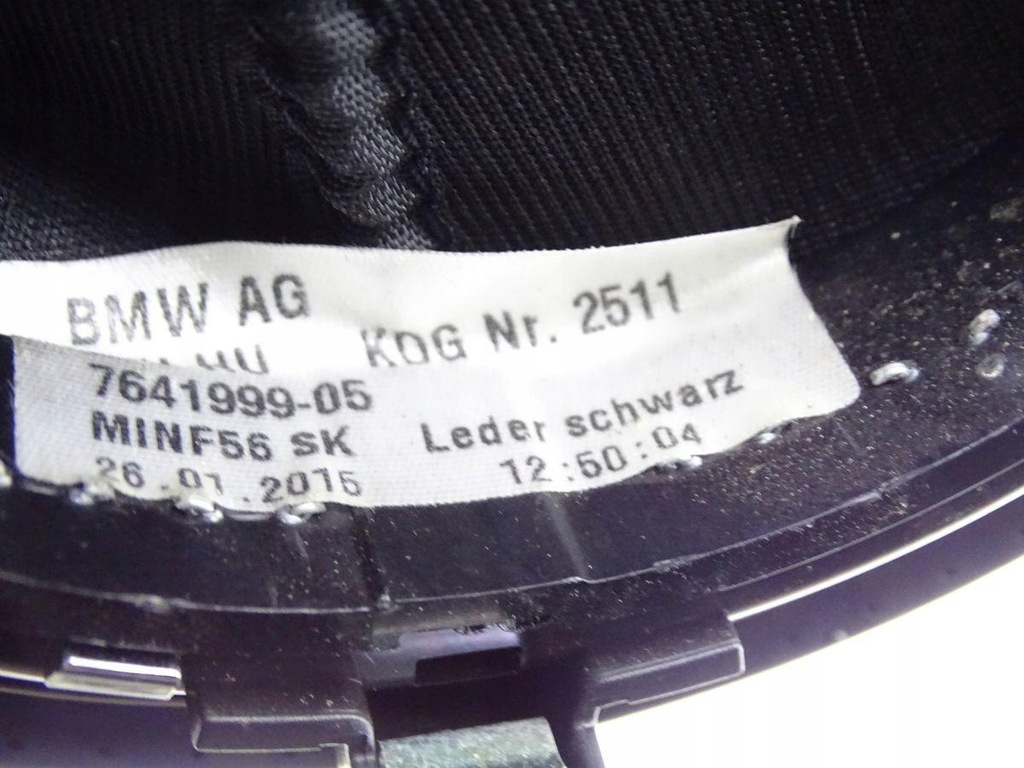 BMW AG KDG Nr. 2511
7641999-05
MINF56 SK Leder schwarz
26.01.2015 12:50:04